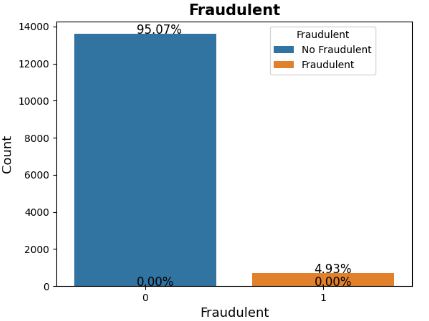 Fraudulent
14000
12000
10000
8000
6000
4000
2000
0
Count
95.07%
0.00%
4.93%
0.00%
Fraudulent
No Fraudulent
Fraudulent
0
1
Fraudulent